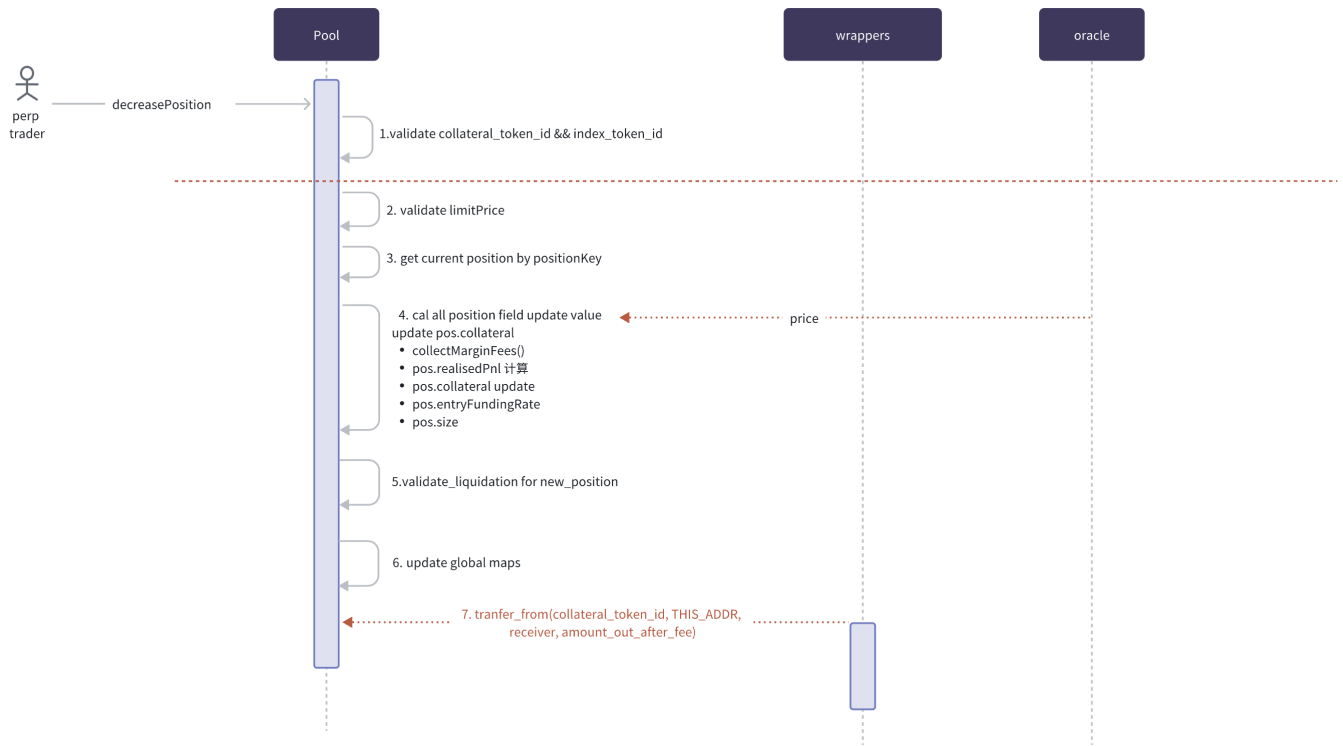 Pool
wrappers
oracle
perp
trader
decreasePosition
1.validate collateral_token_id && index_token_id
2. validate limitPrice
3. get current position by positionKey
4. cal all position field update value
update pos.collateral
• collectMarginFees()
• pos.realisedPnl 计算
• pos.collateral update
• pos.entryFundingRate
• pos.size
price
5.validate_liquidation for new_position
6. update global maps
7. tranfer_from(collateral_token_id, THIS_ADDR,
receiver, amount_out_after_fee)